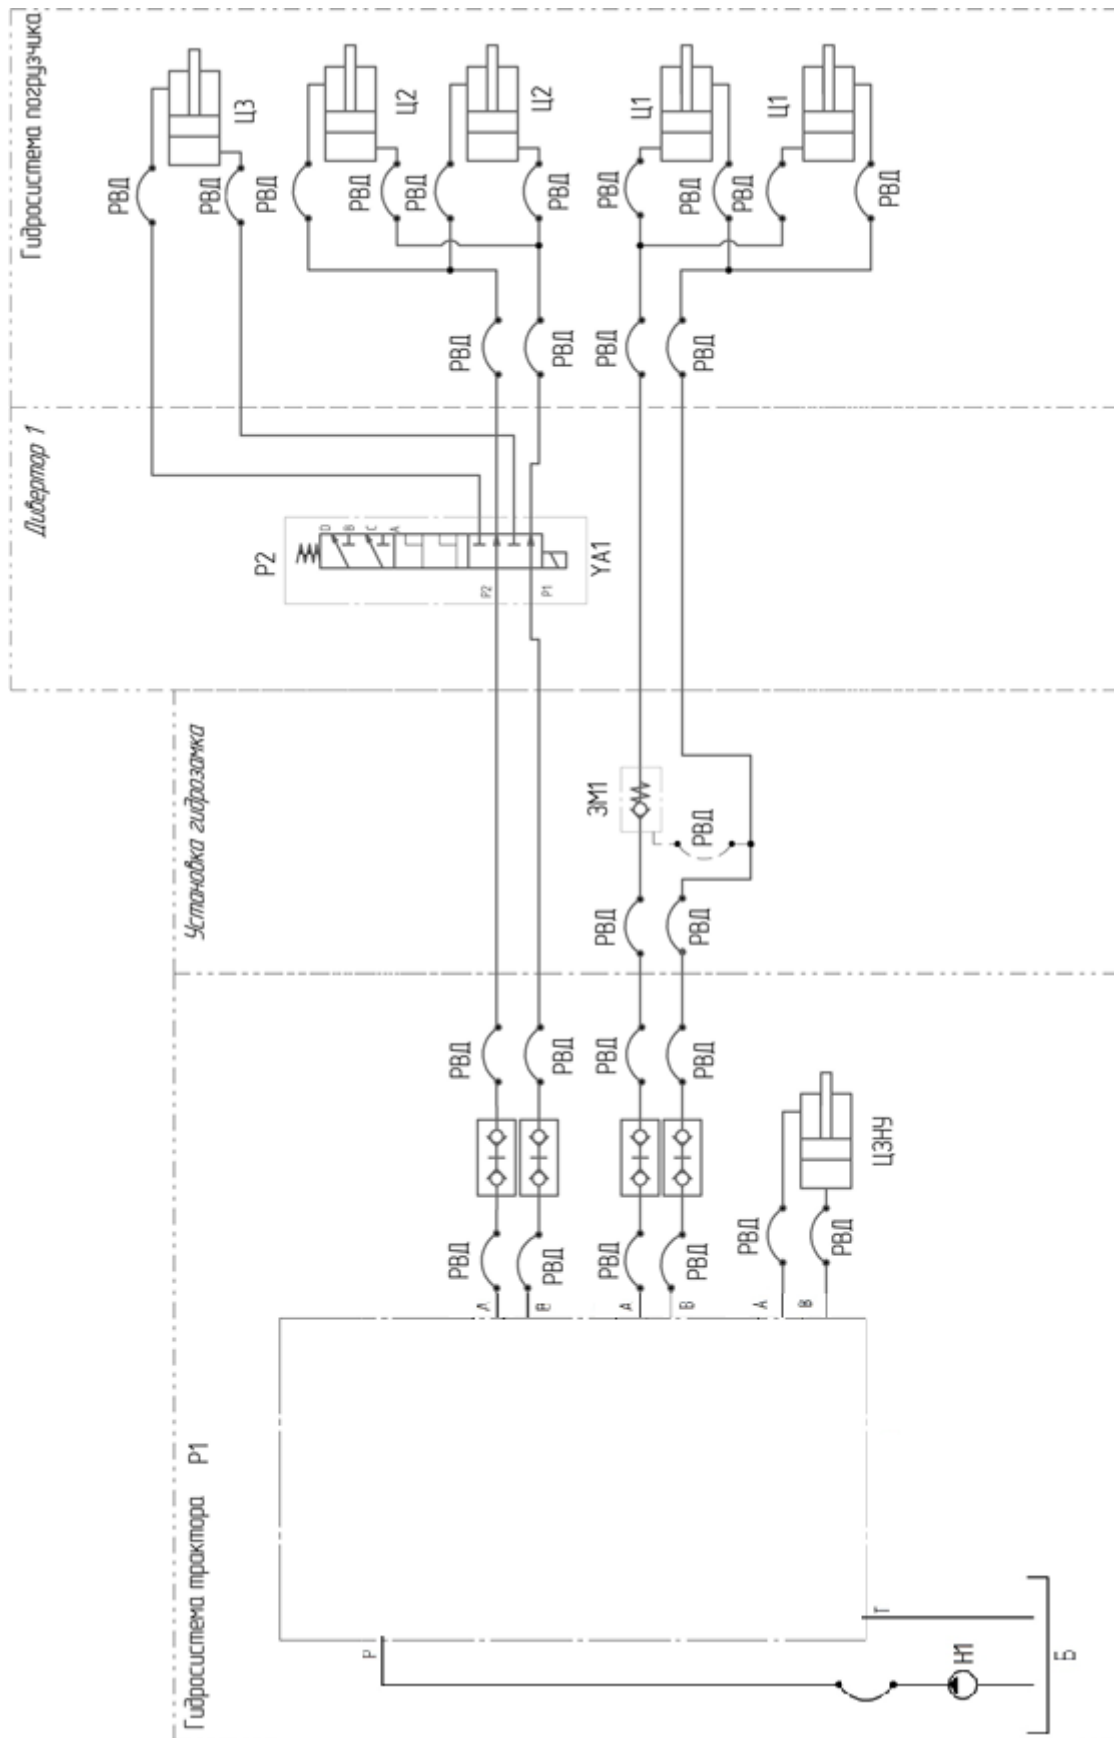 Гидросистема погрузчика
Ц3
Ц2
Ц2
Ц1
Ц1
РВД
РВД
РВД
РВД
РВД
РВД
РВД
РВД
РВД
РВД
РВД
РВД
РВД
РВД
Дивертор 1
P2
D
B
C
A
P2
P1
YA1
Установка гидрозамка
ЗМ1
РВД
РВД
РВД
РВД
РВД
РВД
РВД
ЦЗНУ
РВД
РВД
РВД
РВД
РВД
РВД
A
B
A
B
A
B
Гидросистема трактора P1
P
T
Н1
Б